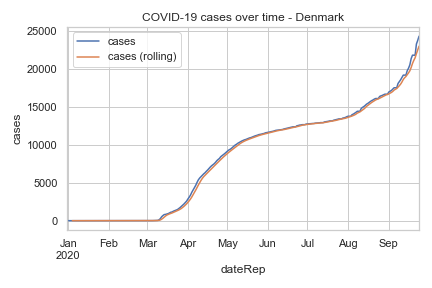 COVID-19 cases over time - Denmark
cases
cases (rolling)
25000
20000
15000
10000
5000
0
cases
Jan Feb Mar Apr May Jun Jul Aug Sep
2020
dateRep